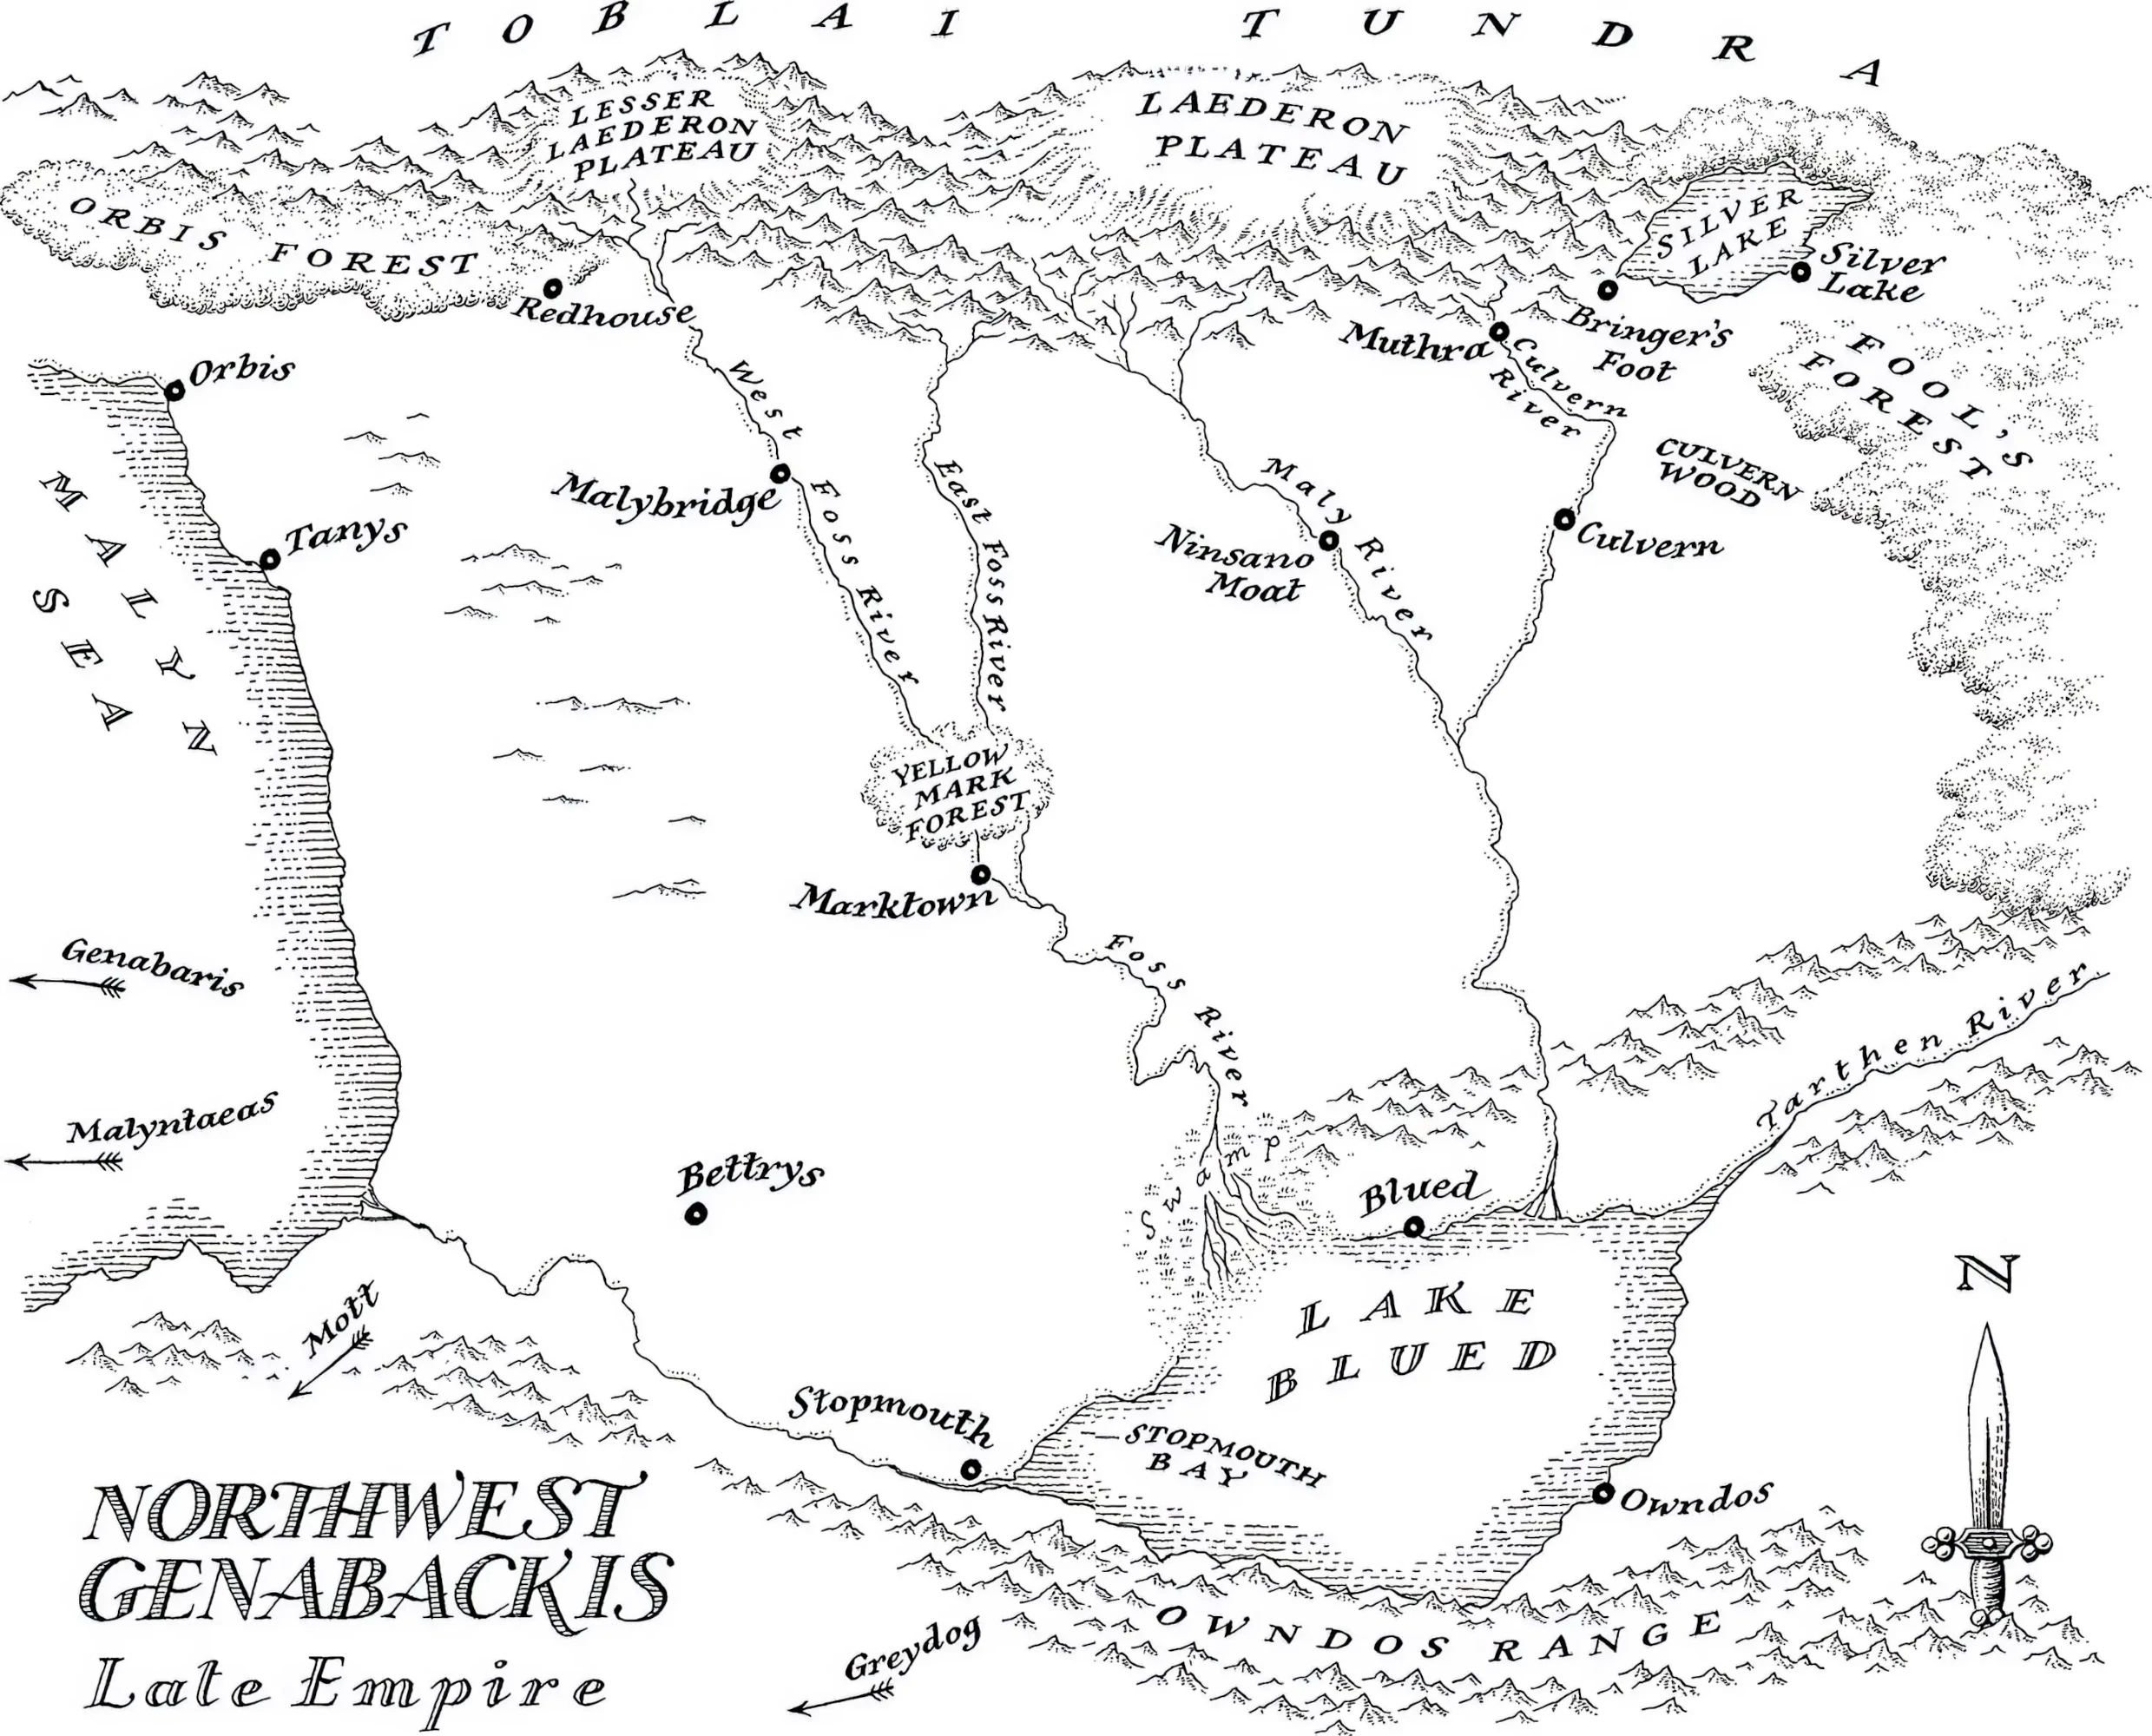 TOBLAI TUNDRA
LESSER
LAEDERON
PLATEAU
LAEDERON
PLATEAU
ORBIS FOREST
SILVER
LAKE
Silver
Lake
Redhouse
Bringer's
Foot
Muthra
Culvern
River
FOOL'S
FOREST
Orbis
West Foss River
CULVERN
WOOD
MALYN
SEA
Malybridge
East Foss River
Maly River
Tanys
Ninsano
Moat
Culvern
YELLOW
MARK
FOREST
Marktown
Genabaris
Foss River
Tarthen River
Malyntaeas
Swamp
Bettrys
Blued
N
LAKE
BLUED
Mott
Stopmouth
STOPMOUTH
BAY
Owndos
NORTHWEST
GENABACKIS
Late Empire
Greydog
OWNDOS RANGE